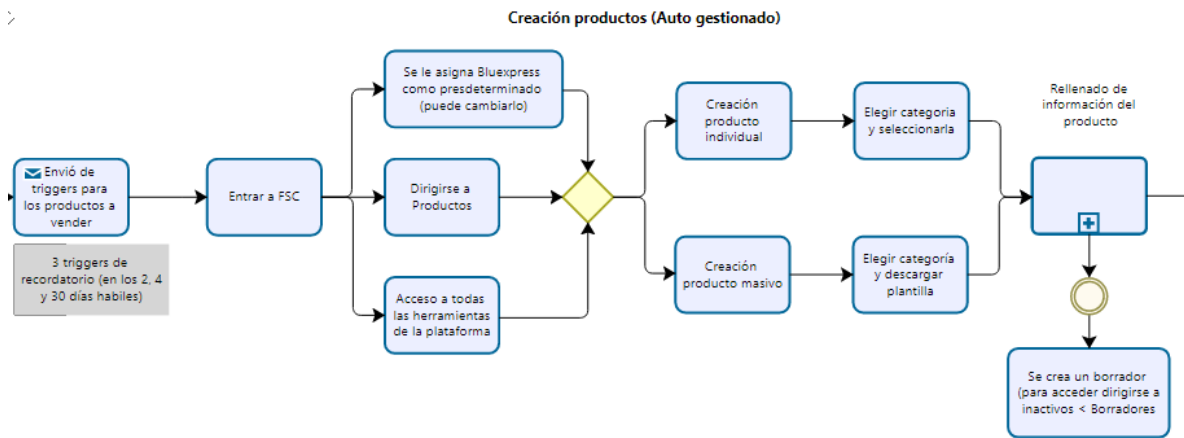 Creación productos (Auto gestionado)
Envió de
triggers para
los productos a
vender
3 triggers de
recordatorio (en los 2, 4
y 30 días habiles)
Entrar a FSC
Se le asigna Bluexpress
como presdeterminado
(puede cambiarlo)
Dirigirse a
Productos
Acceso a todas
las herramientas
de la plataforma
Creación
producto
individual
Elegir categoria
y seleccionarla
Creación
producto masivo
Elegir categoría
y descargar
plantilla
Rellenado de
información del
producto
Se crea un borrador
(para acceder dirigirse a
inactivos < Borradores